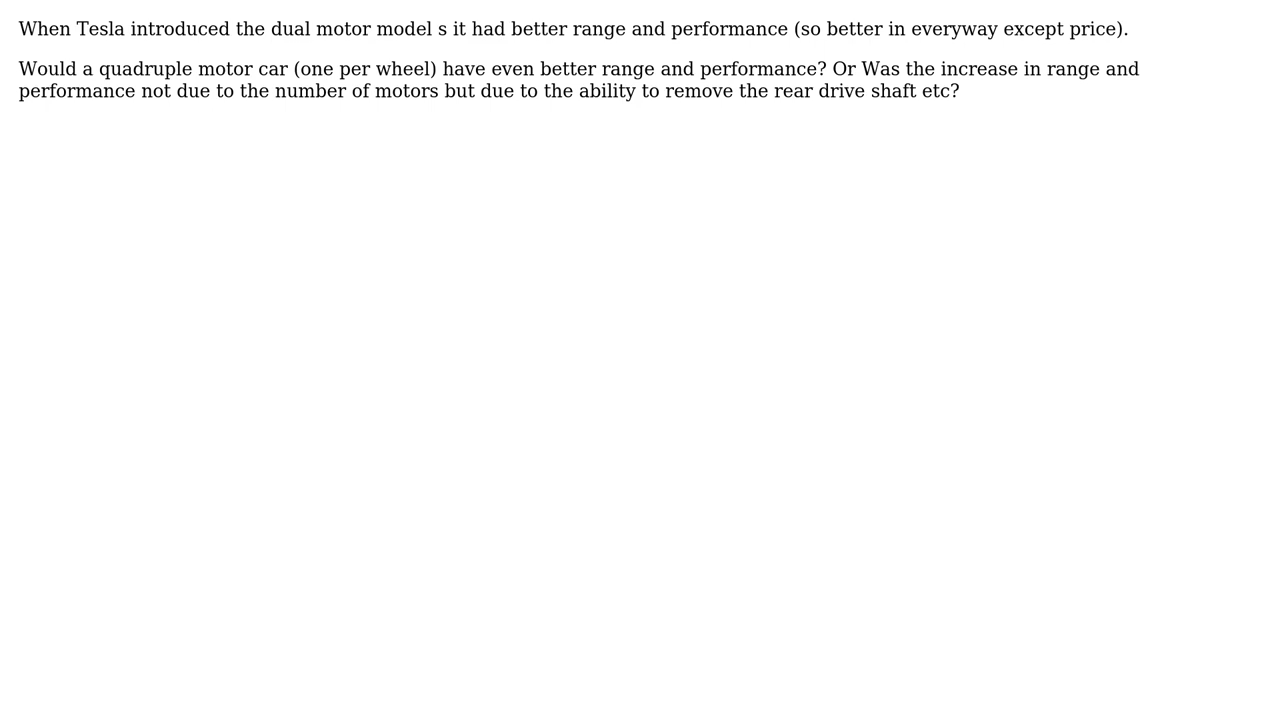 When Tesla introduced the dual motor model s it had better range and performance (so better in everyway except price).
Would a quadruple motor car (one per wheel) have even better range and performance? Or Was the increase in range and
performance not due to the number of motors but due to the ability to remove the rear drive shaft etc?